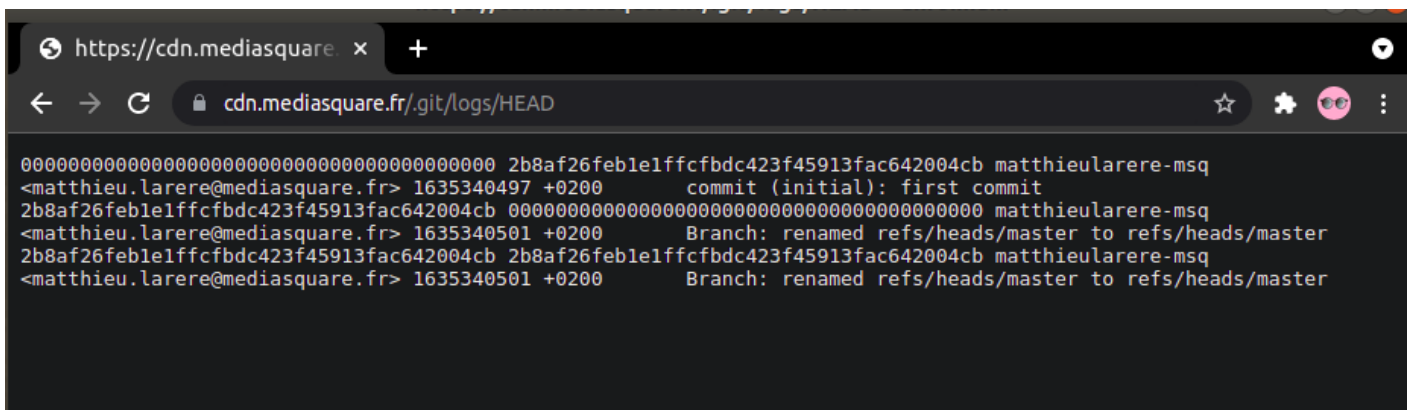 https://cdn.mediasquare.
cdn.mediasquare.fr/.git/logs/HEAD
0000000000000000000000000000000000000000 2b8af26feb1e1ffcfbdc423f45913fac642004cb matthieularere-msq
<matthieu.larere@mediasquare.fr> 1635340497 +0200 commit (initial): first commit
2b8af26feb1e1ffcfbdc423f45913fac642004cb 0000000000000000000000000000000000000000 matthieularere-msq
<matthieu.larere@mediasquare.fr> 1635340501 +0200 Branch: renamed refs/heads/master to refs/heads/master
2b8af26feb1e1ffcfbdc423f45913fac642004cb 2b8af26feb1e1ffcfbdc423f45913fac642004cb matthieularere-msq
<matthieu.larere@mediasquare.fr> 1635340501 +0200 Branch: renamed refs/heads/master to refs/heads/master